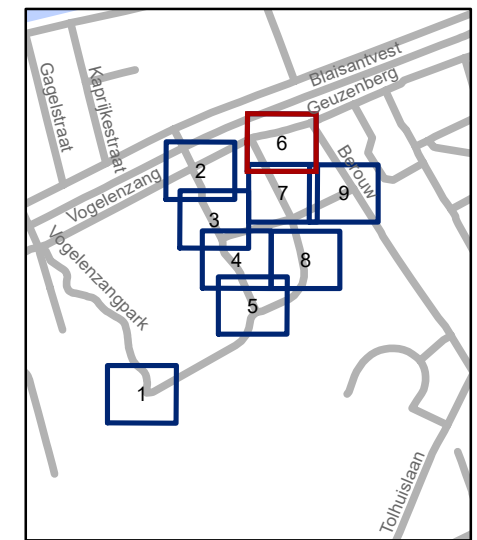 Gagelstraat
Kaprijkestraat
Blaisantvest
Geuzenberg
Berouw
Vogelenzang
Vogelenzangpark
Tolhuislaan
6
2
7
9
3
4
8
5
1